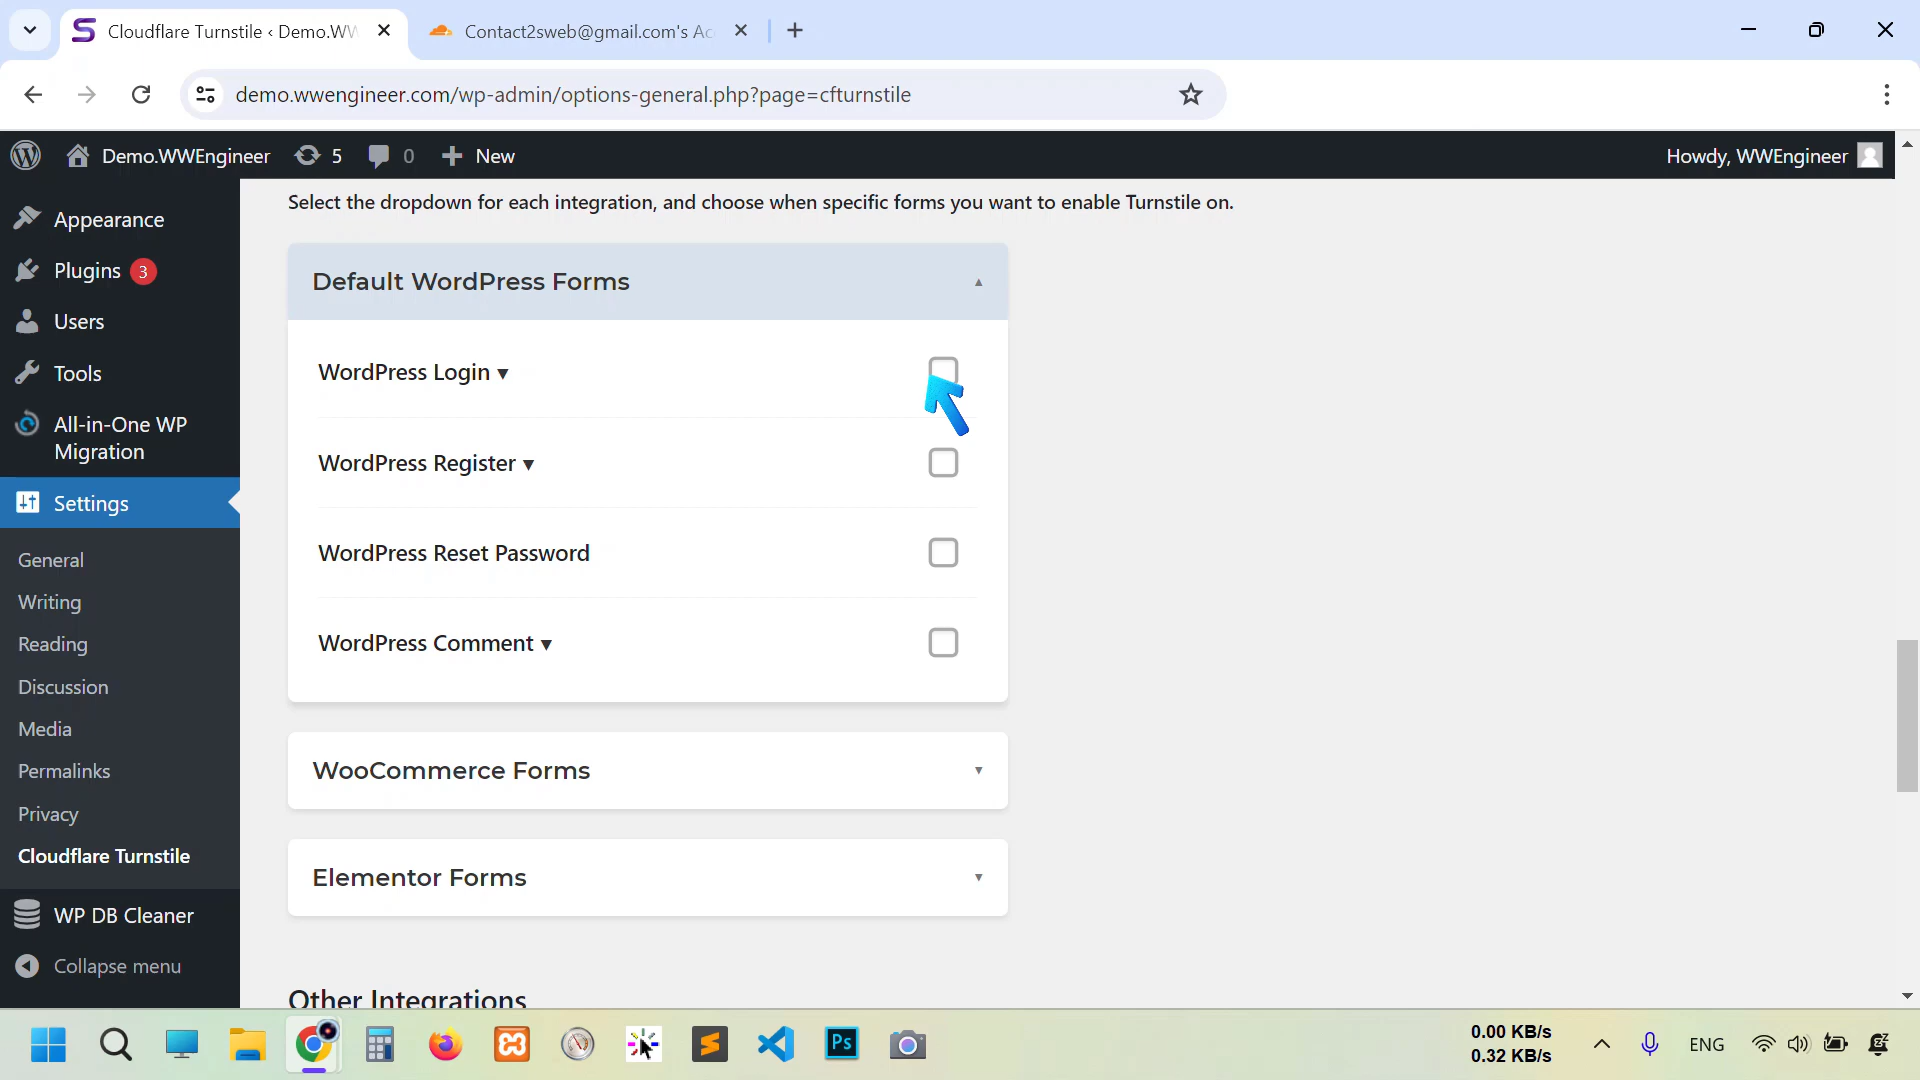 Cloudflare Turnstile ‹ Demo.WW
Contact2sweb@gmail.com's Ac
demo.wwengineer.com/wp-admin/options-general.php?page=cfturnstile
Demo.WWEngineer
5
0
New
Howdy, WWEngineer
Appearance
Plugins 3
Users
Tools
All-in-One WP
Migration
Settings
General
Writing
Reading
Discussion
Media
Permalinks
Privacy
Cloudflare Turnstile
WP DB Cleaner
Collapse menu
Select the dropdown for each integration, and choose when specific forms you want to enable Turnstile on.
Default WordPress Forms
WordPress Login
WordPress Register
WordPress Reset Password
WordPress Comment
WooCommerce Forms
Elementor Forms
Other Integrations
Ps
0.00 KB/s
0.32 KB/s
ENG